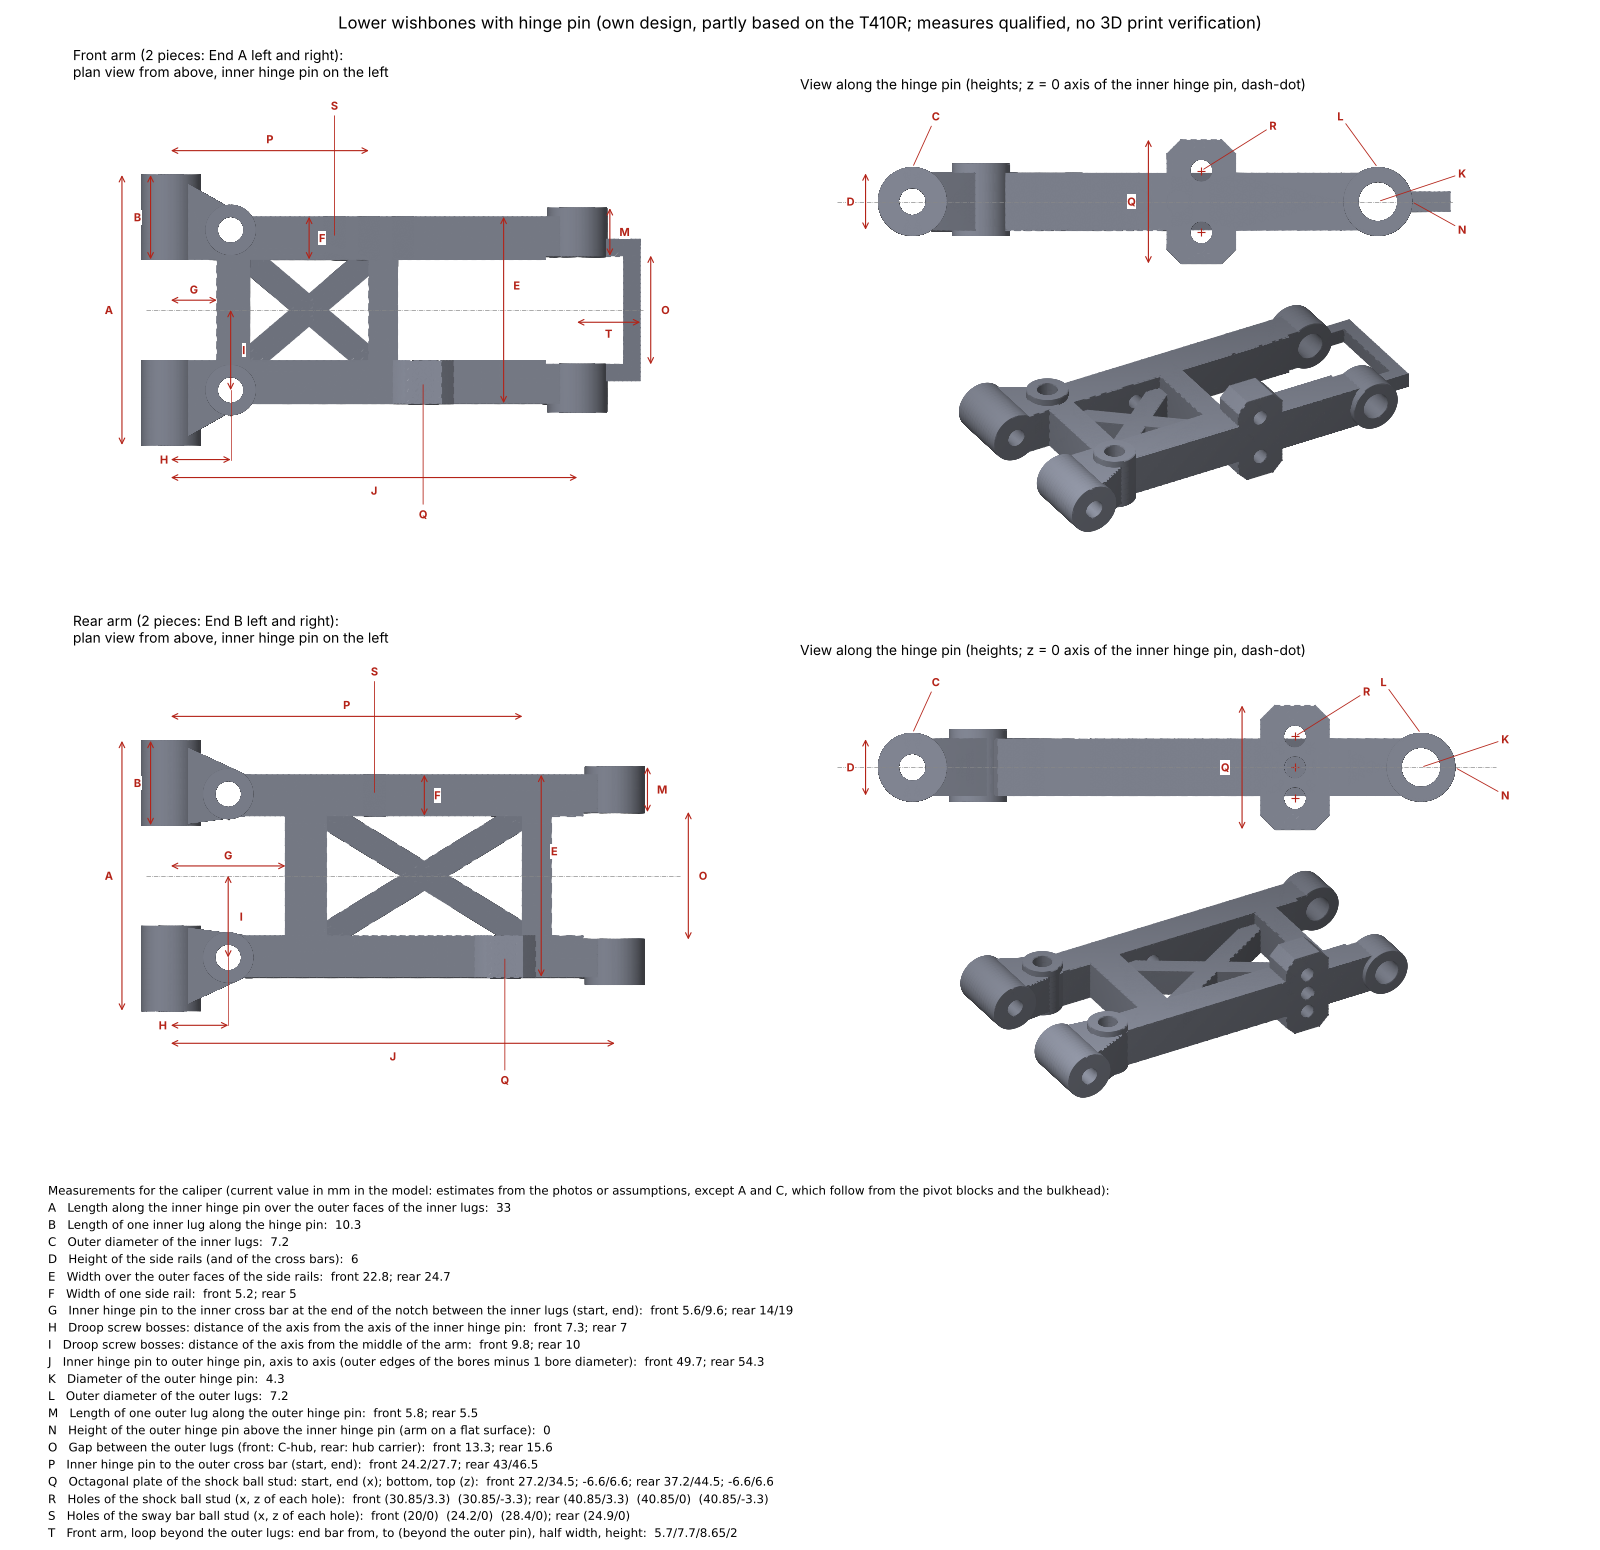 Lower wishbones with hinge pin (own design, partly based on the T410R; measures qualified, no 3D print verification)
Front arm (2 pieces: End A left and right):
plan view from above, inner hinge pin on the left
View along the hinge pin (heights; z = 0 axis of the inner hinge pin, dash-dot)
S
P
B
F
M
G
E
A
O
T
I
H
J
Q
C
R
L
K
D
Q
N
Rear arm (2 pieces: End B left and right):
plan view from above, inner hinge pin on the left
View along the hinge pin (heights; z = 0 axis of the inner hinge pin, dash-dot)
S
P
B
F
M
G
E
A
O
I
H
J
Q
C
R
L
K
D
Q
N
Measurements for the caliper (current value in mm in the model: estimates from the photos or assumptions, except A and C, which follow from the pivot blocks and the bulkhead):
A Length along the inner hinge pin over the outer faces of the inner lugs: 33
B Length of one inner lug along the hinge pin: 10.3
C Outer diameter of the inner lugs: 7.2
D Height of the side rails (and of the cross bars): 6
E Width over the outer faces of the side rails: front 22.8; rear 24.7
F Width of one side rail: front 5.2; rear 5
G Inner hinge pin to the inner cross bar at the end of the notch between the inner lugs (start, end): front 5.6/9.6; rear 14/19
H Droop screw bosses: distance of the axis from the axis of the inner hinge pin: front 7.3; rear 7
I Droop screw bosses: distance of the axis from the middle of the arm: front 9.8; rear 10
J Inner hinge pin to outer hinge pin, axis to axis (outer edges of the bores minus 1 bore diameter): front 49.7; rear 54.3
K Diameter of the outer hinge pin: 4.3
L Outer diameter of the outer lugs: 7.2
M Length of one outer lug along the outer hinge pin: front 5.8; rear 5.5
N Height of the outer hinge pin above the inner hinge pin (arm on a flat surface): 0
O Gap between the outer lugs (front: C-hub, rear: hub carrier): front 13.3; rear 15.6
P Inner hinge pin to the outer cross bar (start, end): front 24.2/27.7; rear 43/46.5
Q Octagonal plate of the shock ball stud: start, end (x); bottom, top (z): front 27.2/34.5; -6.6/6.6; rear 37.2/44.5; -6.6/6.6
R Holes of the shock ball stud (x, z of each hole): front (30.85/3.3) (30.85/-3.3); rear (40.85/3.3) (40.85/0) (40.85/-3.3)
S Holes of the sway bar ball stud (x, z of each hole): front (20/0) (24.2/0) (28.4/0); rear (24.9/0)
T Front arm, loop beyond the outer lugs: end bar from, to (beyond the outer pin), half width, height: 5.7/7.7/8.65/2